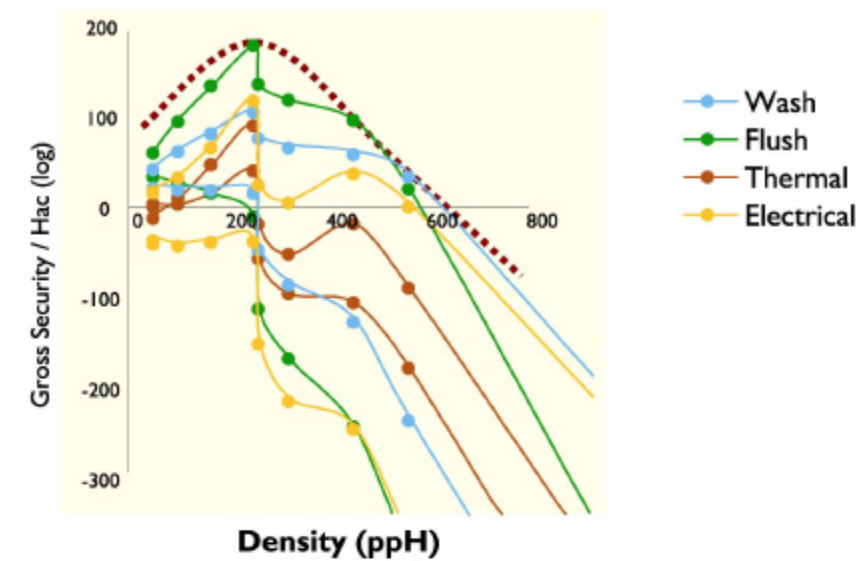 200
100
0
-100
-200
-300
Gross Security / Hac (log)
0 200 400 600 800
Density (ppH)
Wash
Flush
Thermal
Electrical